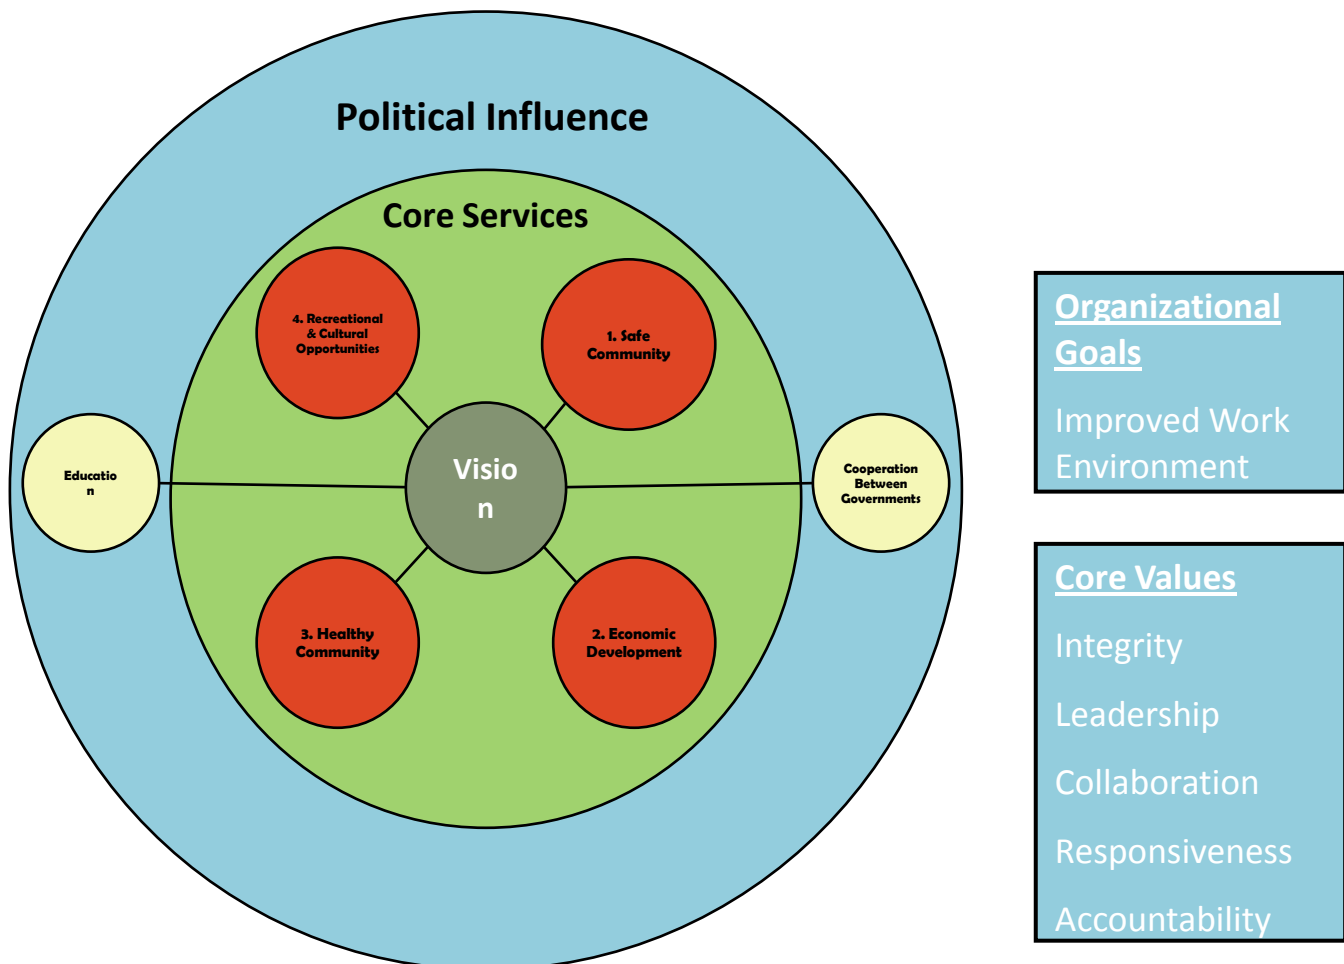 Political Influence
Core Services
4. Recreational
& Cultural
Opportunities
1. Safe
Community
Educatio
n
Visio
n
Cooperation
Between
Governments
3. Healthy
Community
2. Economic
Development
Organizational
Goals
Improved Work
Environment
Core Values
Integrity
Leadership
Collaboration
Responsiveness
Accountability